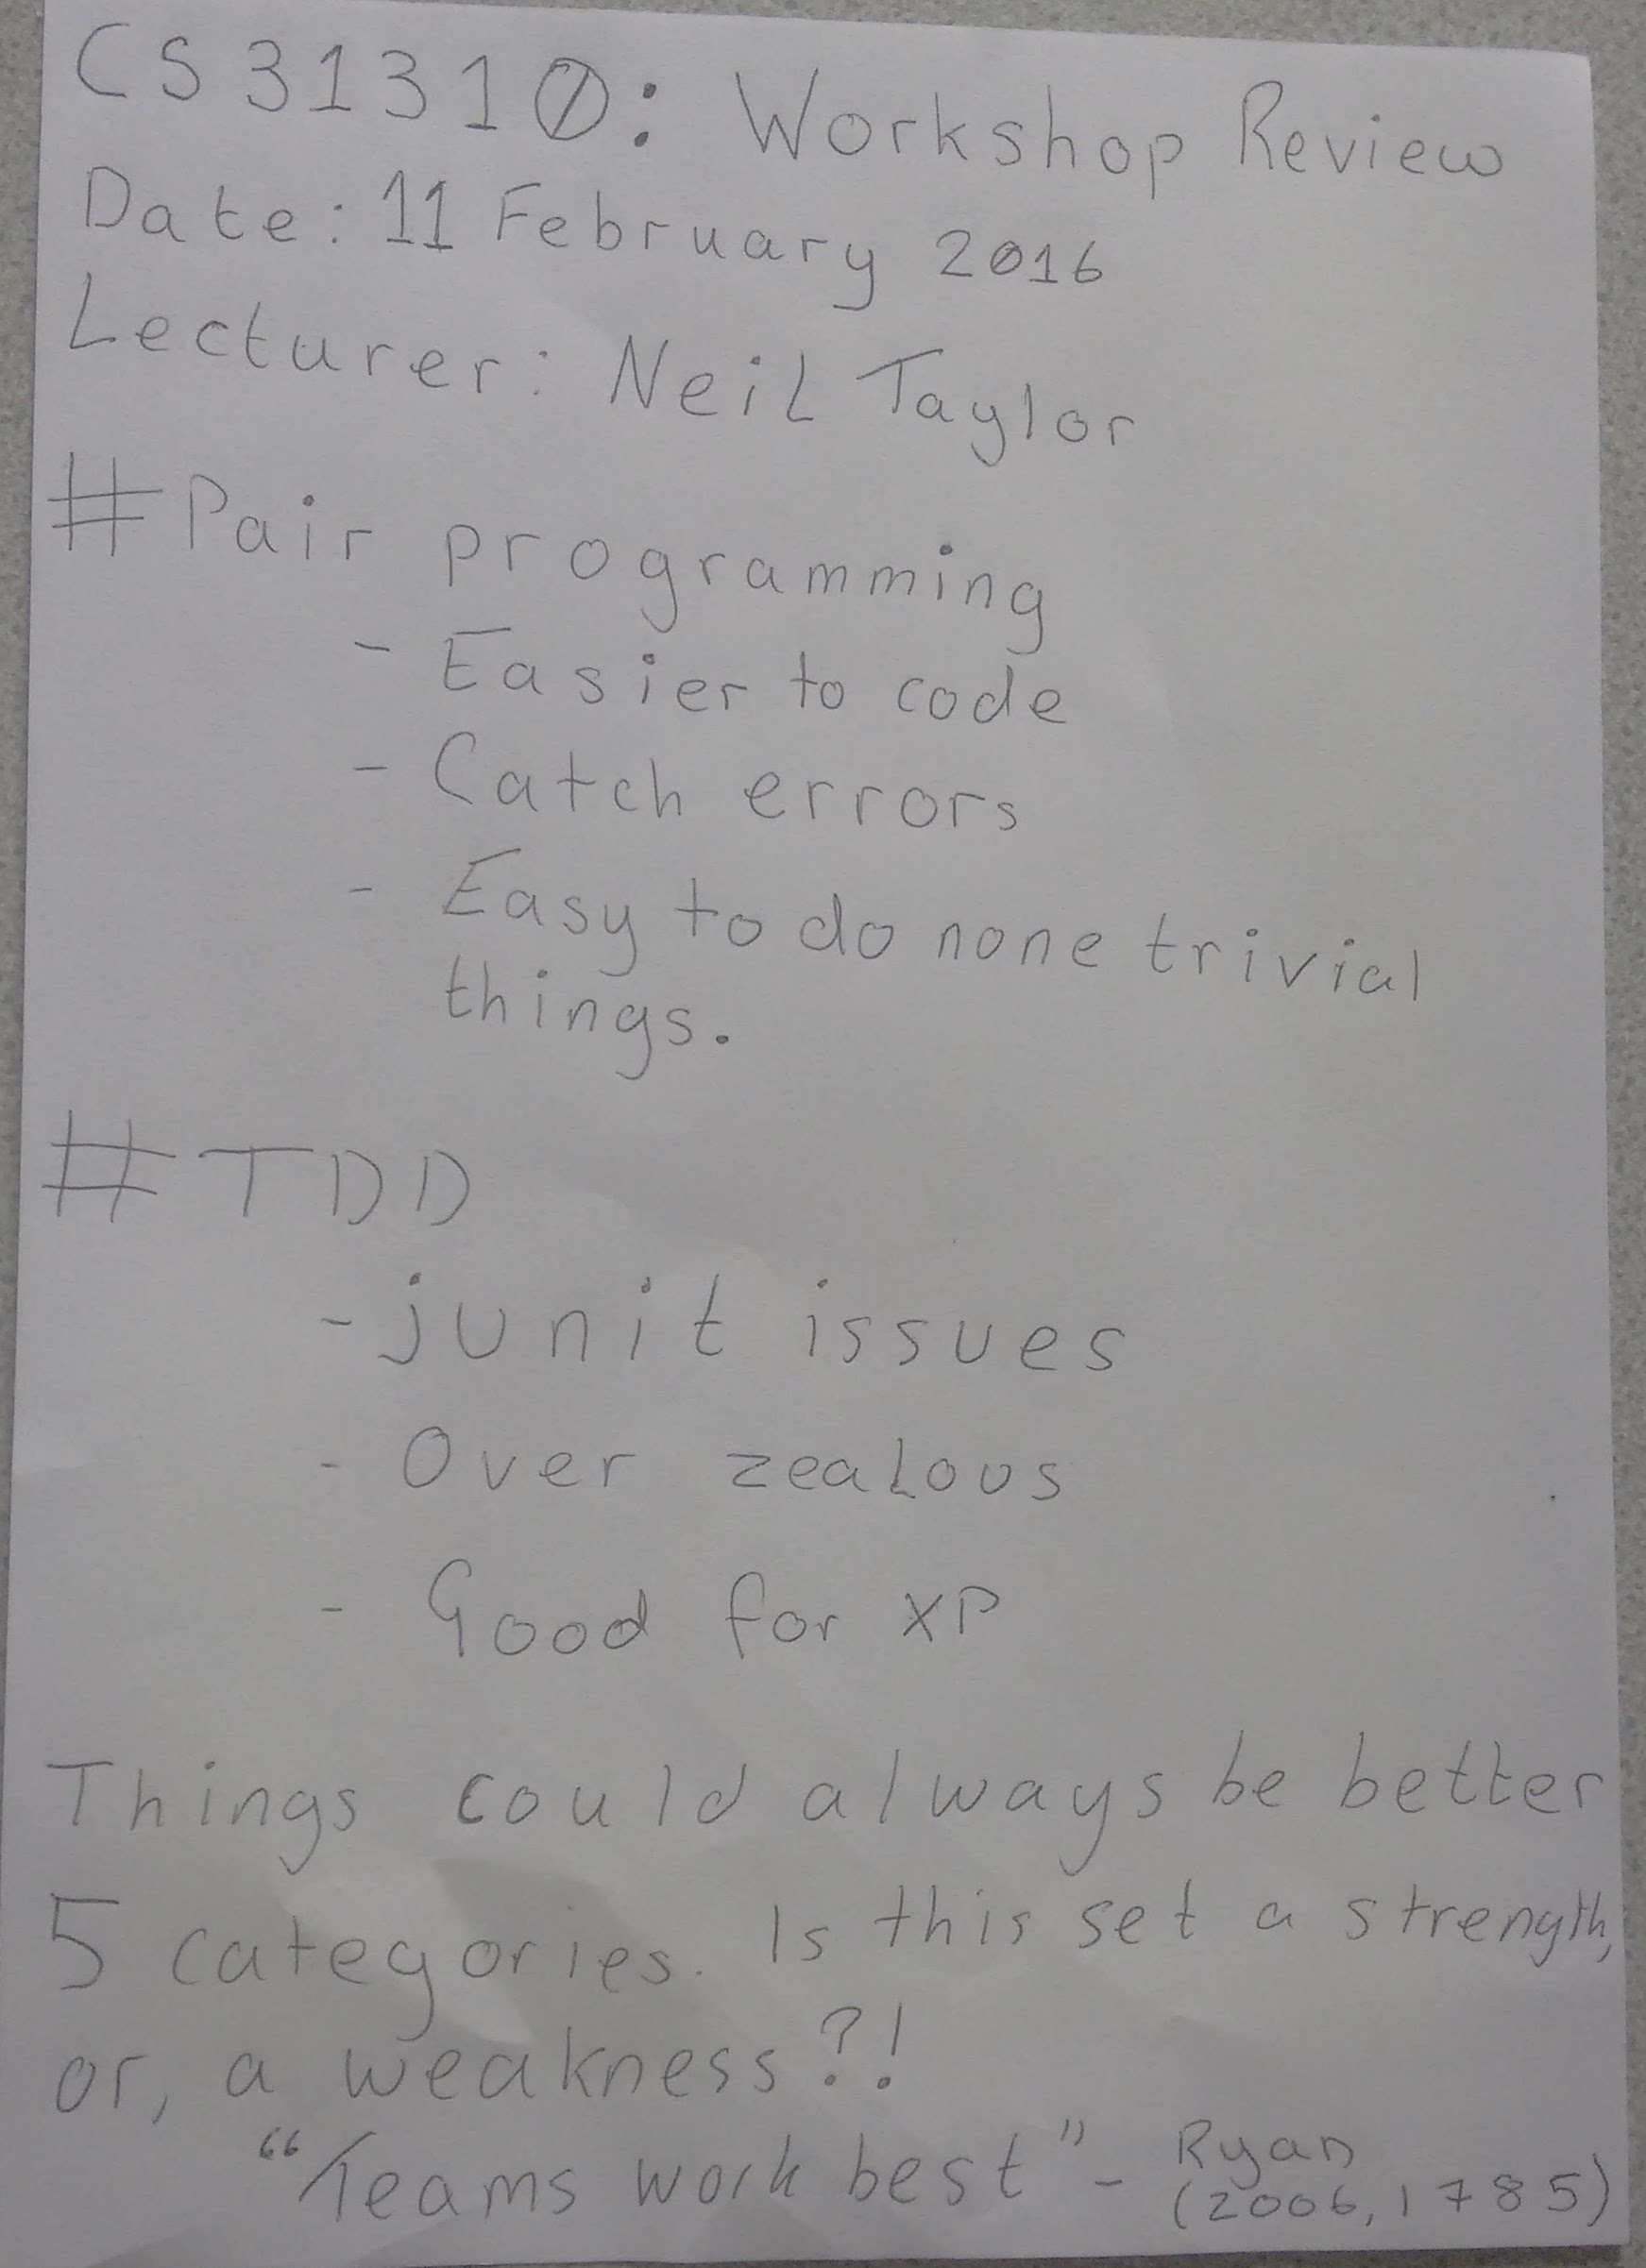 CS31310: Workshop Review
Date: 11 February 2016
Lecturer: Neil Taylor
# Pair programming
- Easier to code
- Catch errors
- Easy to do none trivial
things.
# TDD
- junit issues
- Over zealous
- Good for XP
Things could always be better
5 categories. Is this set a strength,
or, a weakness?!
"Teams work best" - Ryan
(2006, 1785)